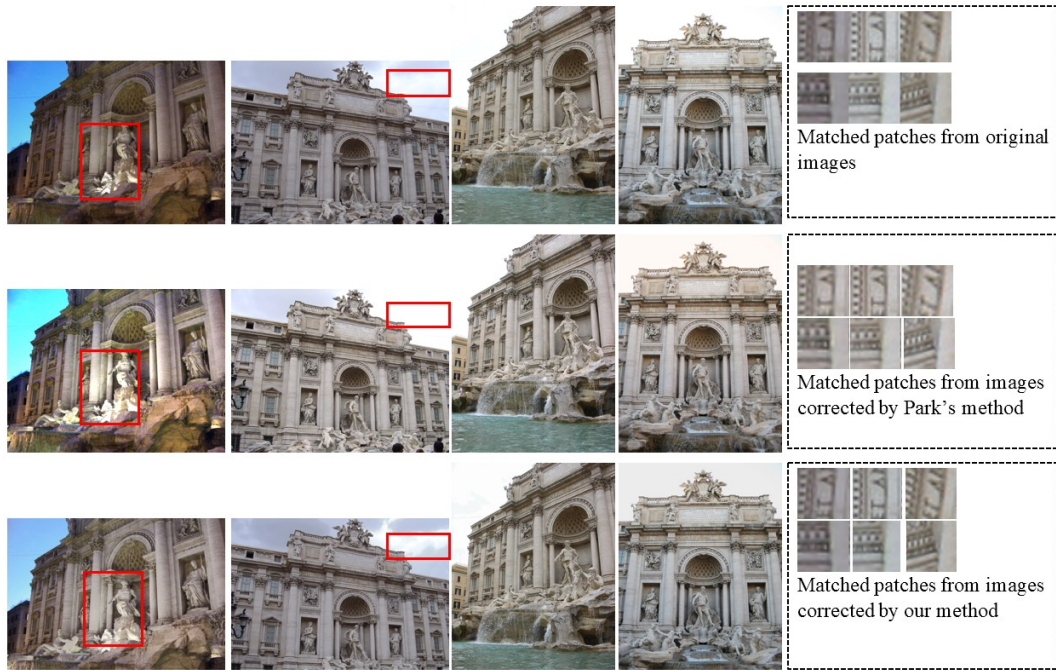 Matched patches from original
images
Matched patches from images
corrected by Park's method
Matched patches from images
corrected by our method